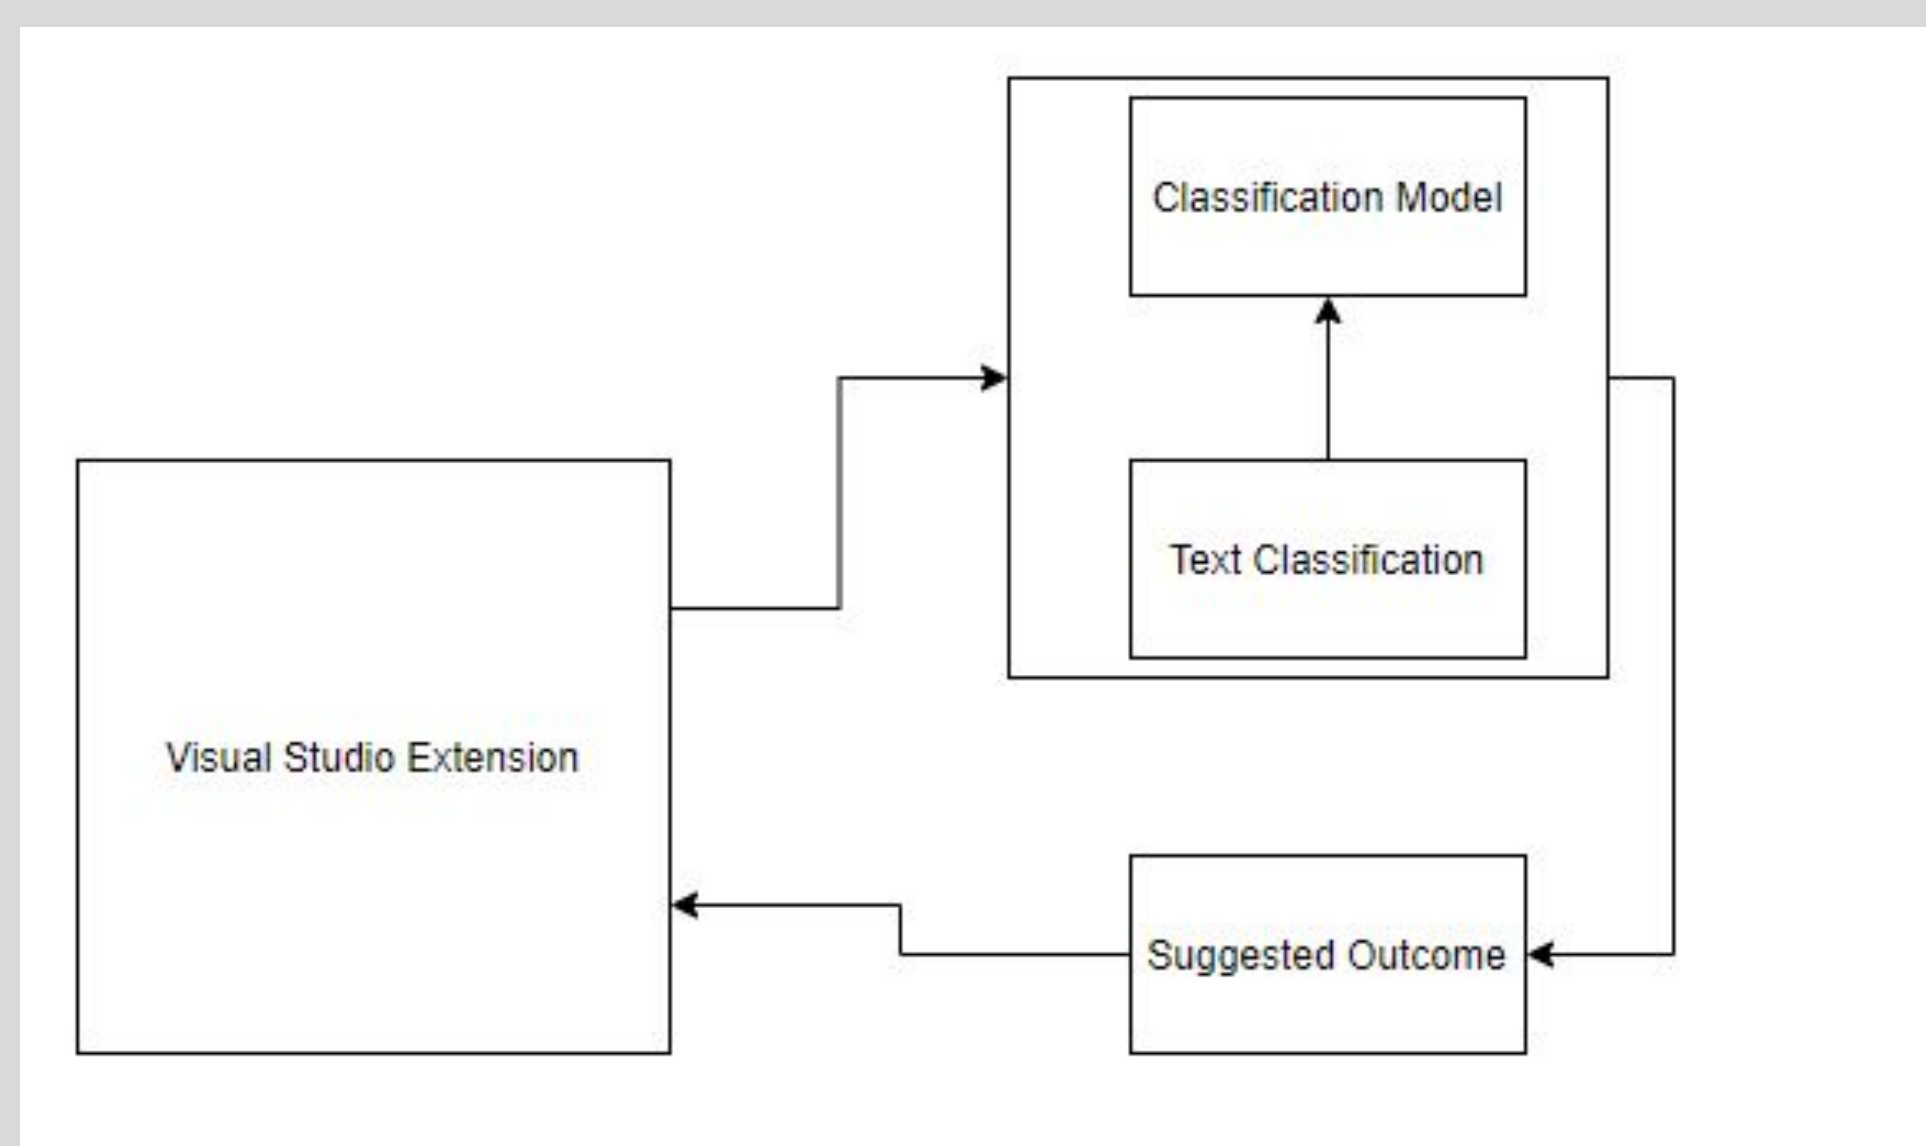 Classification Model
Text Classification
Visual Studio Extension
Suggested Outcome